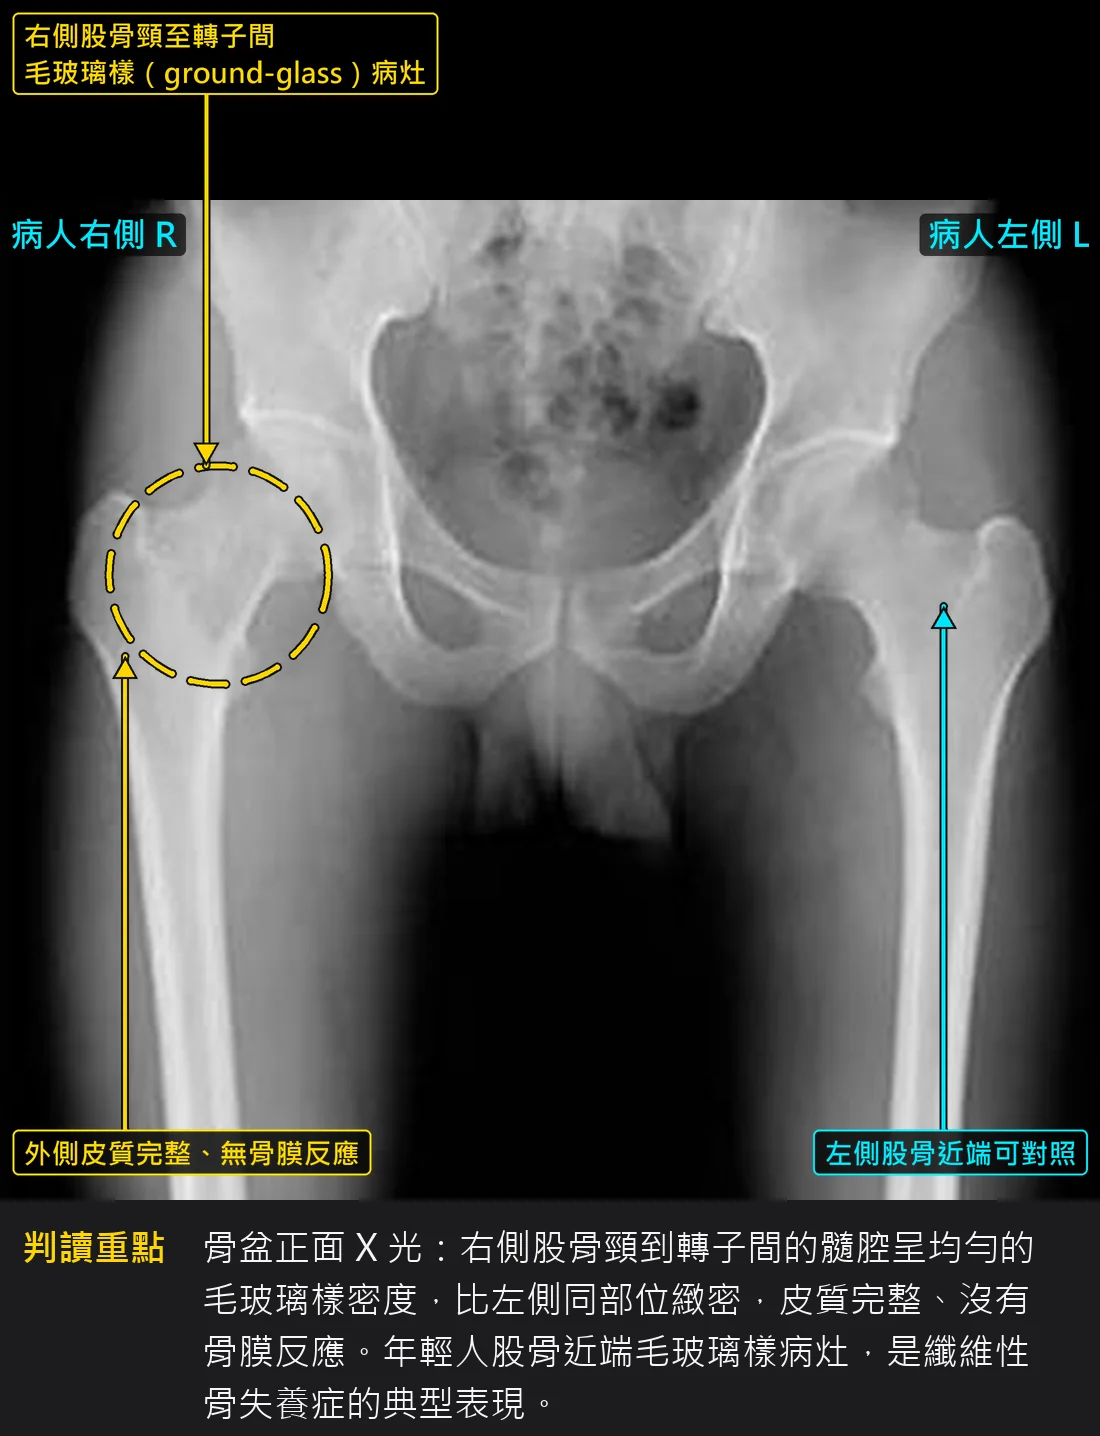 右側股骨頸至轉子間
毛玻璃樣（ground-glass）病灶
病人右側 R
病人左側 L
外側皮質完整、無骨膜反應
左側股骨近端可對照
判讀重點
骨盆正面 X 光：右側股骨頸到轉子間的髓腔呈均勻的
毛玻璃樣密度，比左側同部位緻密，皮質完整、沒有
骨膜反應。年輕人股骨近端毛玻璃樣病灶，是纖維性
骨失養症的典型表現。